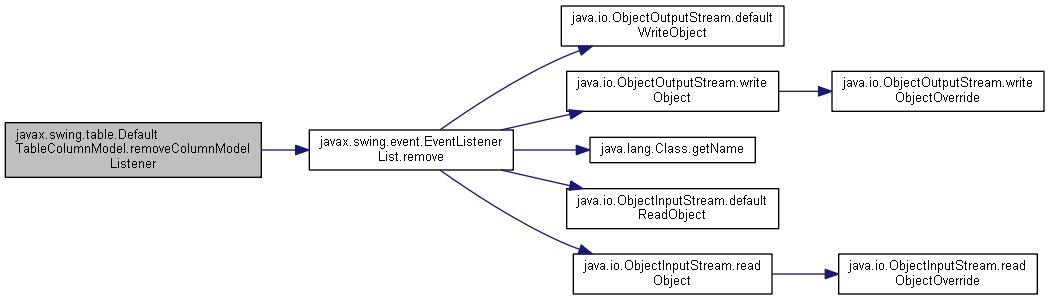 javax.swing.table.Default
TableColumnModel.removeColumnModel
Listener
javax.swing.event.EventListener
List.remove
java.io.ObjectOutputStream.default
WriteObject
java.io.ObjectOutputStream.write
Object
java.io.ObjectOutputStream.write
ObjectOverride
java.lang.Class.getName
java.io.ObjectInputStream.default
ReadObject
java.io.ObjectInputStream.read
Object
java.io.ObjectInputStream.read
ObjectOverride